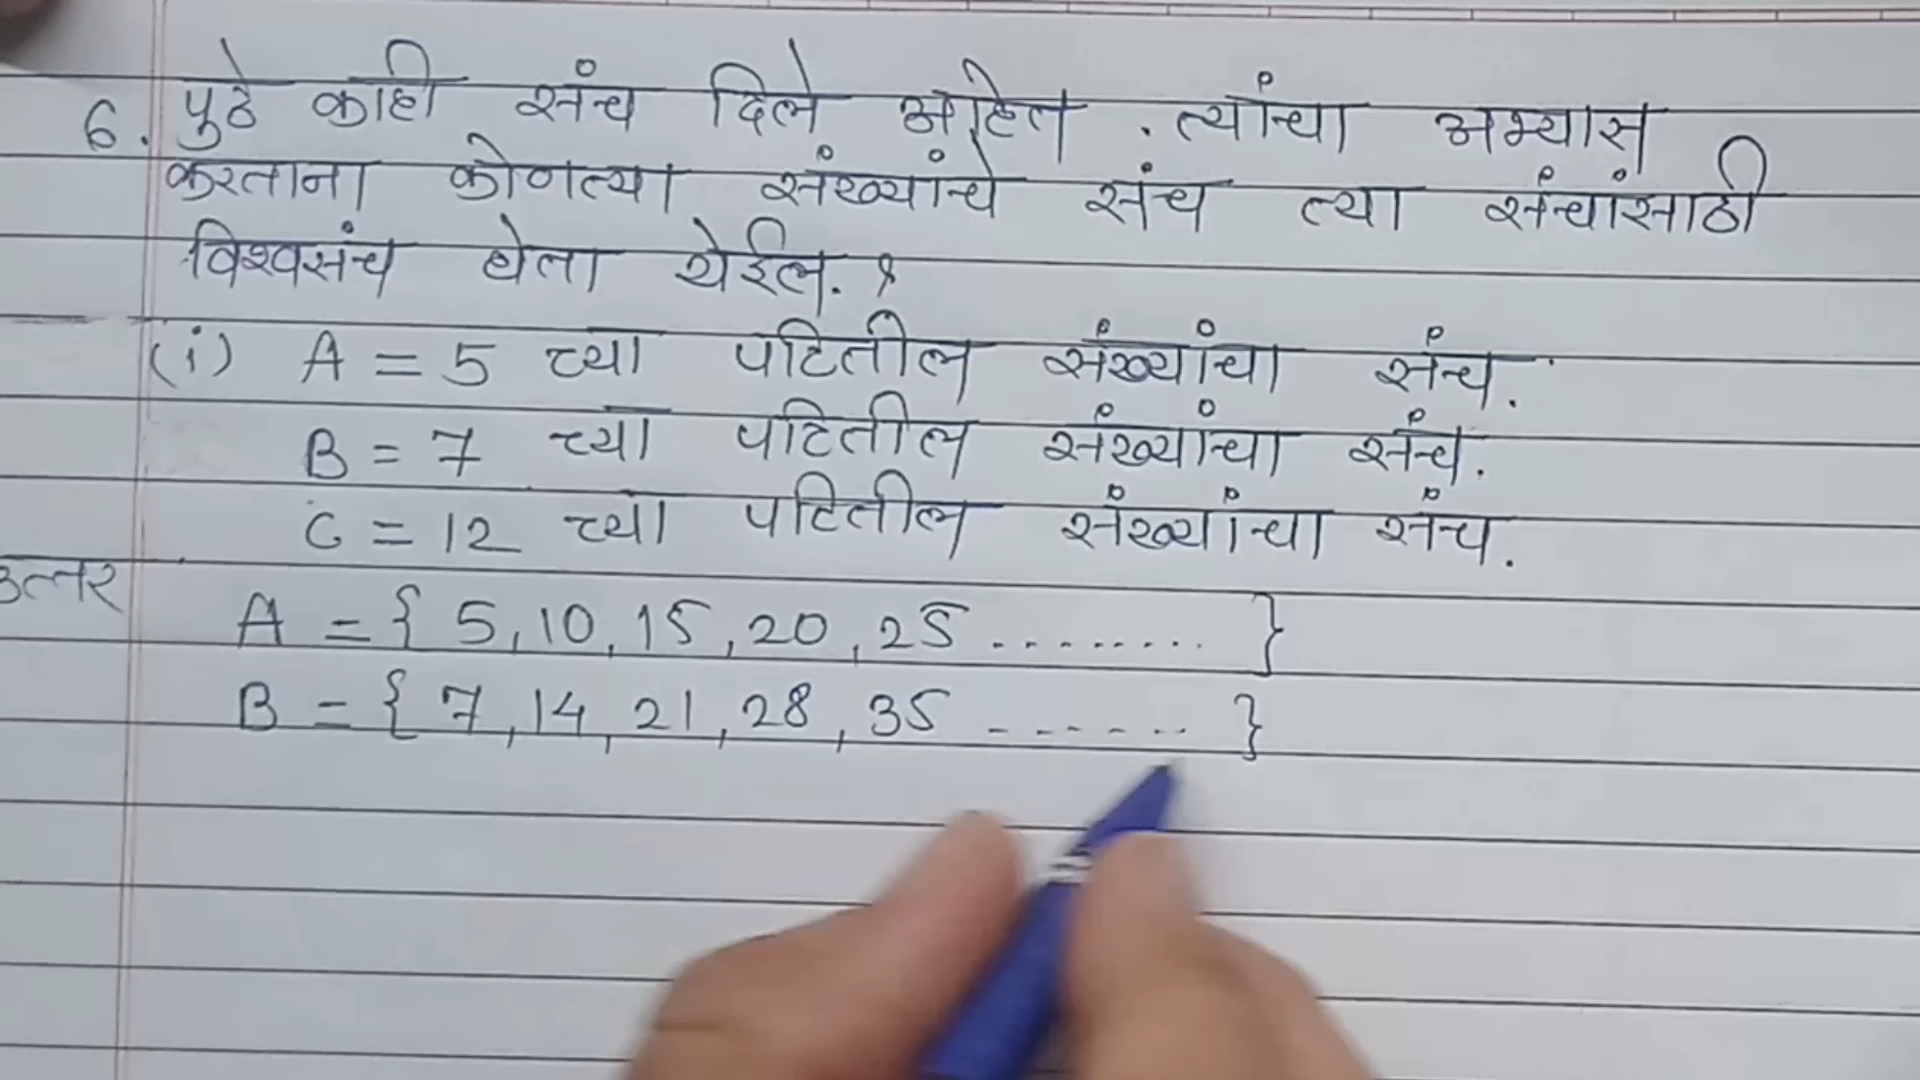 6. पुढे काही संच दिले आहेत . त्यांचा अभ्यास
करताना कोणत्या संख्यांचे संच त्या संचांसाठी
विश्वसंच घेता येईल. ?
(i) A = 5 च्या पटितील संख्यांचा संच.
B = 7 च्या पटितील संख्यांचा संच.
C = 12 च्या पटितील संख्यांचा संच.
उत्तर
A = { 5, 10, 15, 20, 25 ........ }
B = { 7, 14, 21, 28, 35 ------ }